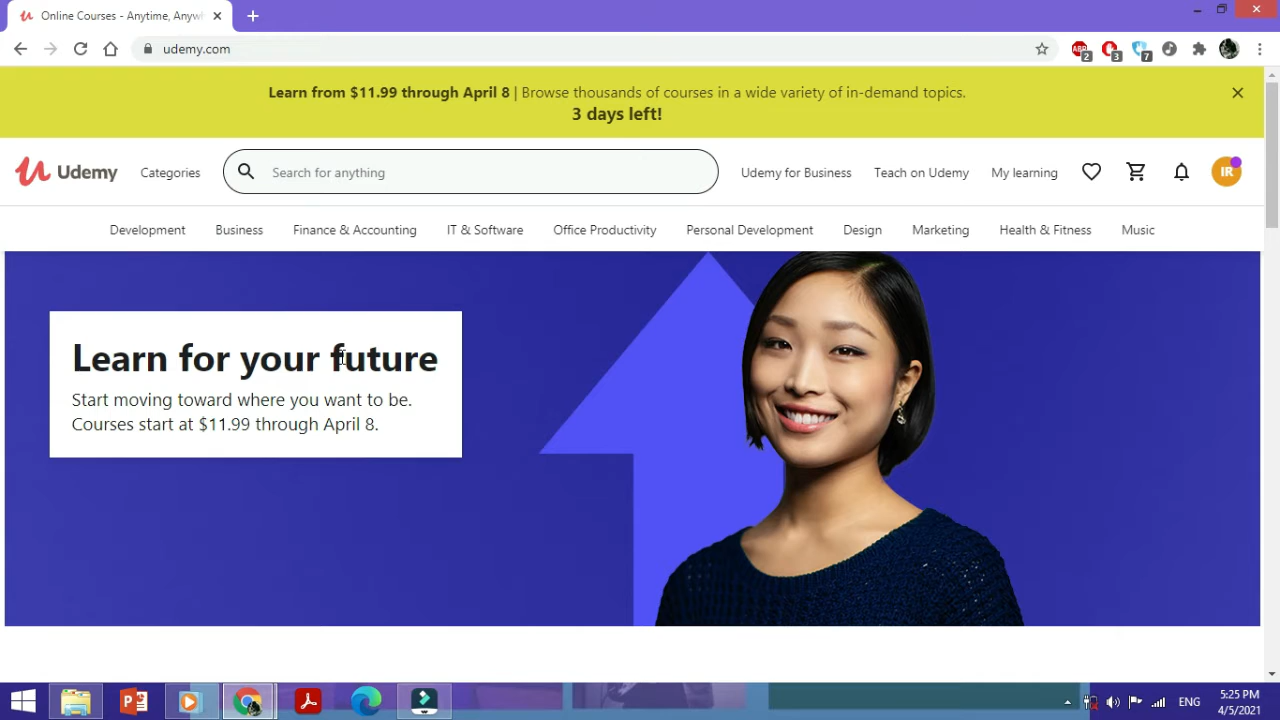 Online Courses - Anytime, Anyw
udemy.com
2
3
7
Learn from $11.99 through April 8 | Browse thousands of courses in a wide variety of in-demand topics.
3 days left!
Udemy
Categories
Search for anything
Udemy for Business
Teach on Udemy
My learning
IR
Development
Business
Finance & Accounting
IT & Software
Office Productivity
Personal Development
Design
Marketing
Health & Fitness
Music
Learn for your future
Start moving toward where you want to be.
Courses start at $11.99 through April 8.
ENG
5:25 PM
4/5/2021